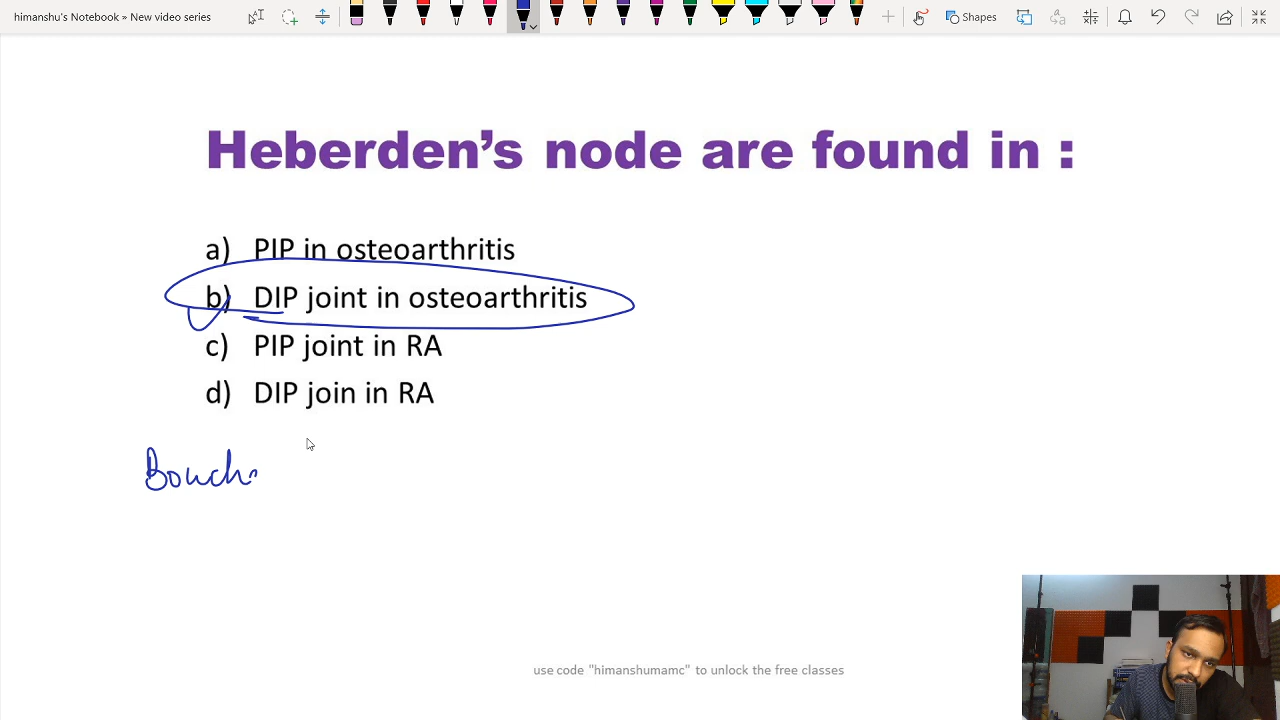 himanshu's Notebook » New video series
Shapes
Heberden’s node are found in :
a) PIP in osteoarthritis
b) DIP joint in osteoarthritis
c) PIP joint in RA
d) DIP join in RA
Bouch
use code "himanshumamc" to unlock the free classes